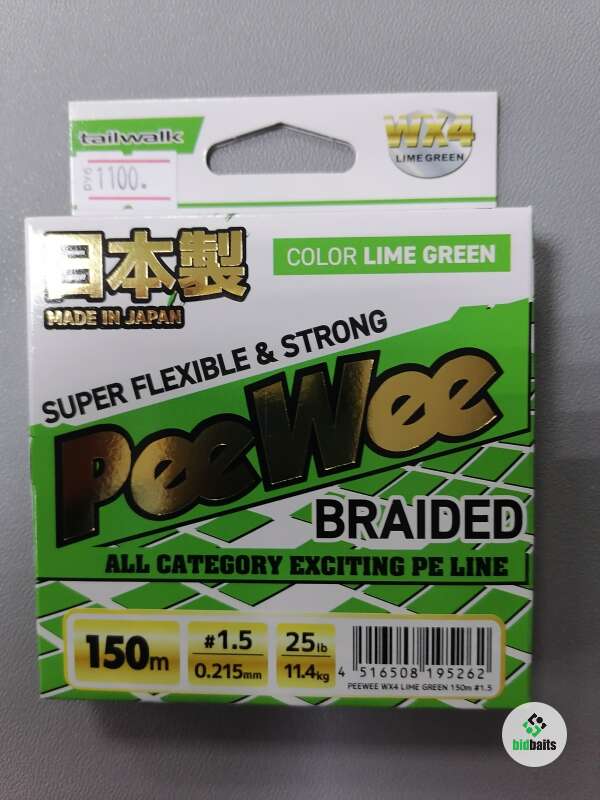 tailwalk
WX4
LIME GREEN
руб
1100.
日本製
MADE IN JAPAN
COLOR LIME GREEN
SUPER FLEXIBLE & STRONG
PeeWee
BRAIDED
ALL CATEGORY EXCITING PE LINE
150m
#1.5
0.215mm
25lb
11.4kg
4 516508 195262
PEEWEE WX4 LIME GREEN 150m #1.5
bidbaits